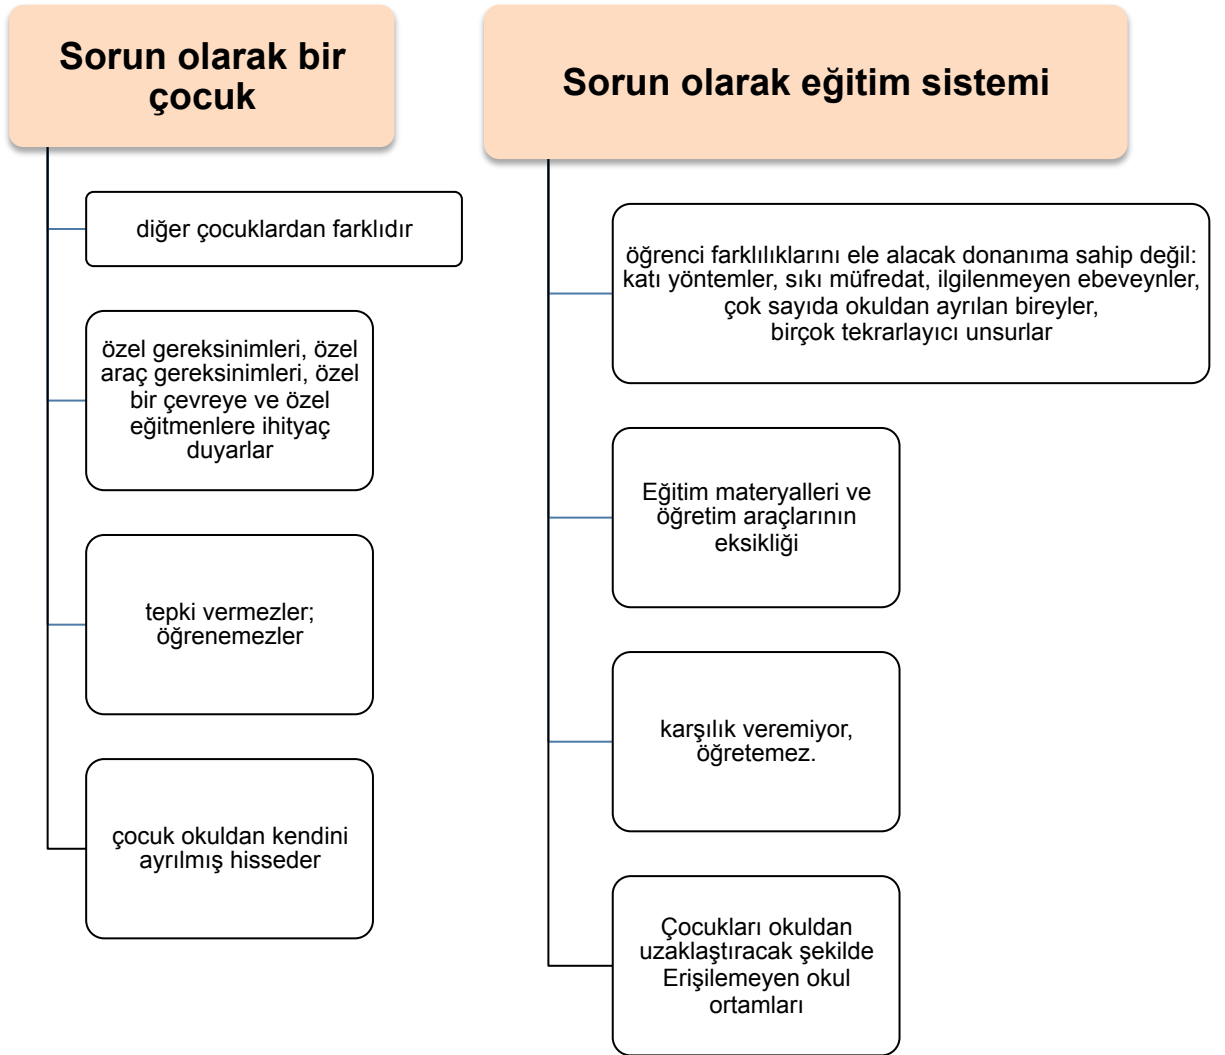 Sorun olarak bir
çocuk
diğer çocuklardan farklıdır
özel gereksinimleri, özel
araç gereksinimleri, özel
bir çevreye ve özel
eğitmenlere ihityaç
duyarlar
tepki vermezler;
öğrenemezler
çocuk okuldan kendini
ayrılmış hisseder
Sorun olarak eğitim sistemi
öğrenci farklılıklarını ele alacak donanıma sahip değil:
katı yöntemler, sıkı müfredat, ilgilenmeyen ebeveynler,
çok sayıda okuldan ayrılan bireyler,
birçok tekrarlayıcı unsurlar
Eğitim materyalleri ve
öğretim araçlarının
eksikliği
karşılık veremiyor,
öğretemez.
Çocukları okuldan
uzaklaştıracak şekilde
Erişilemeyen okul
ortamları